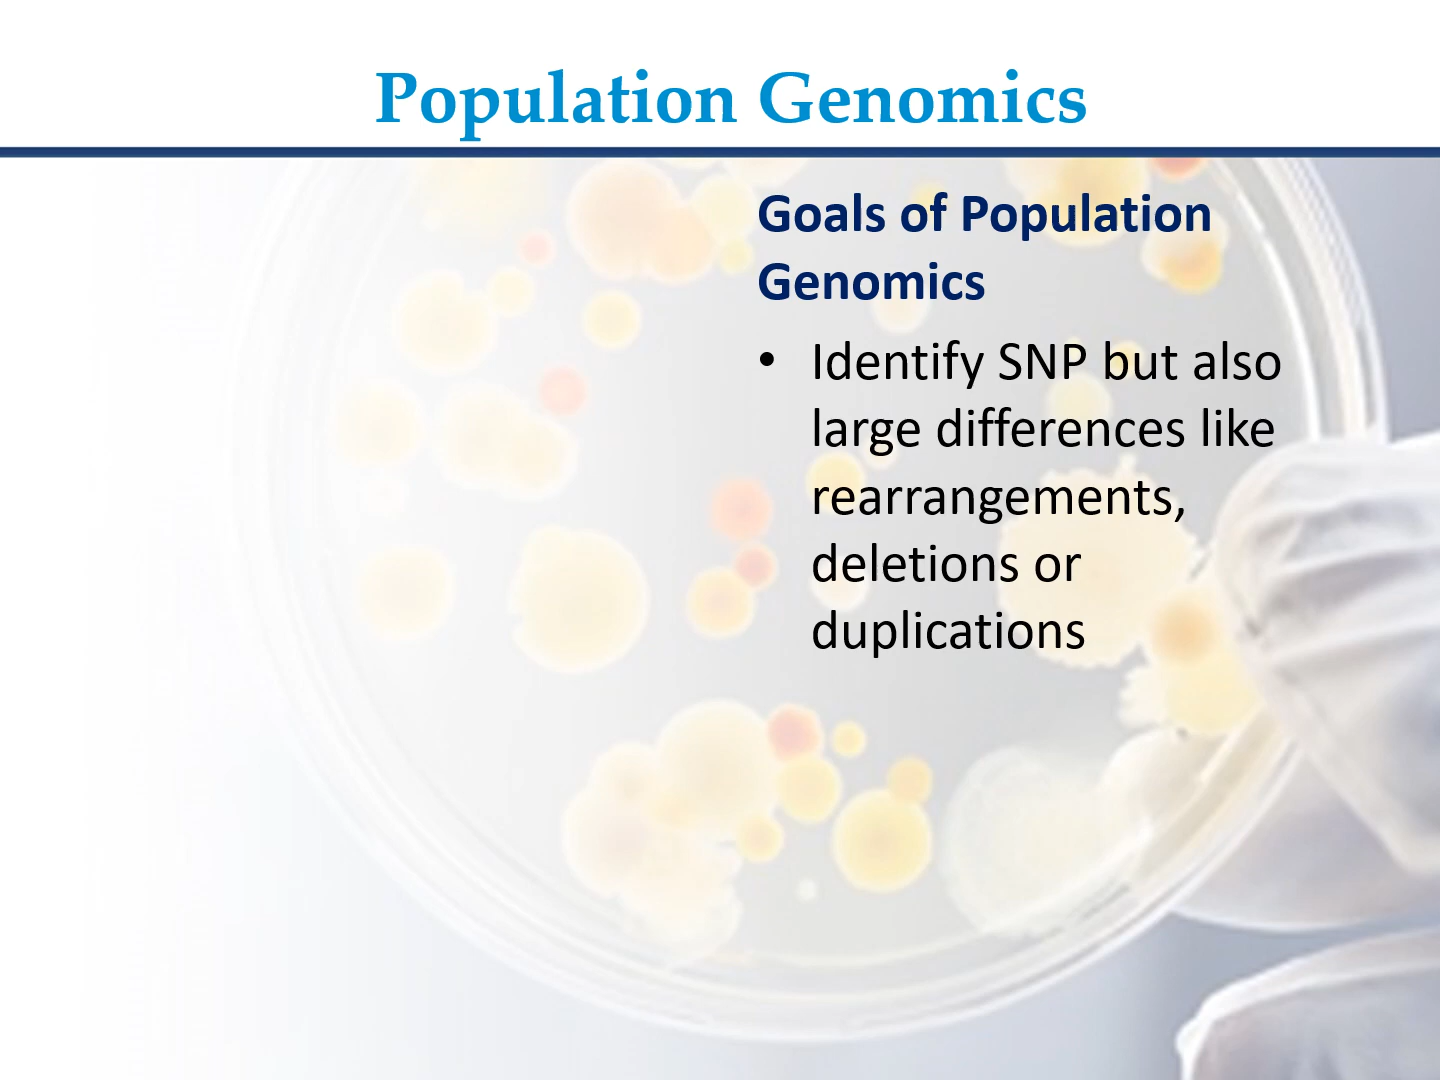 Population Genomics
Goals of Population
Genomics
• Identify SNP but also
large differences like
rearrangements,
deletions or
duplications